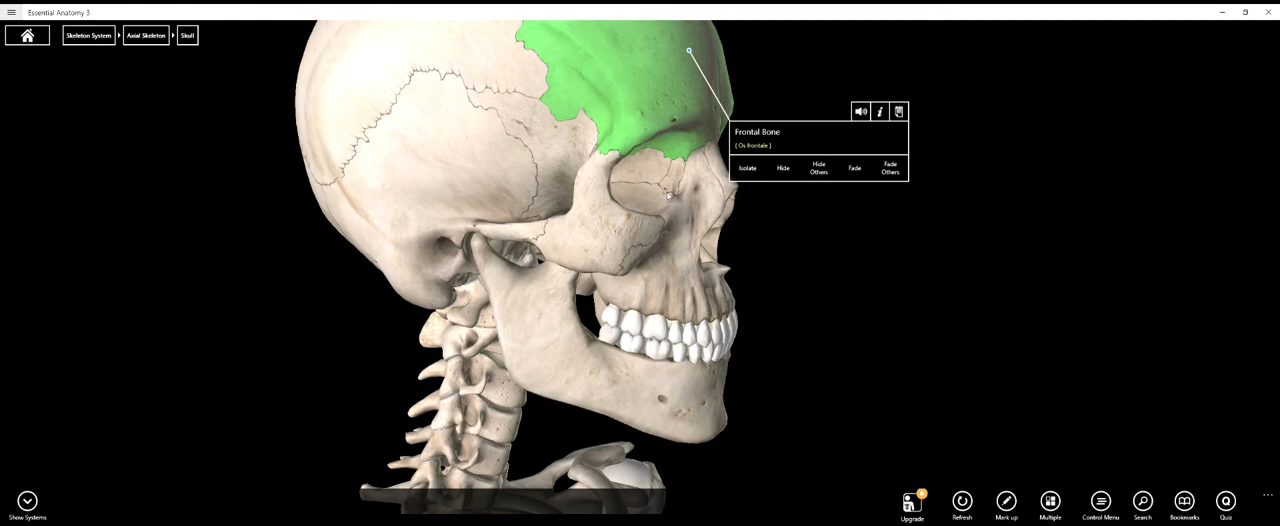 Essential Anatomy 3
Skeleton System
Axial Skeleton
Skull
Frontal Bone
[ Os frontale ]
Isolate
Hide
Hide
Others
Fade
Fade
Others
Show Systems
Upgrade
Refresh
Mark up
Multiple
Control Menu
Search
Bookmarks
Quiz